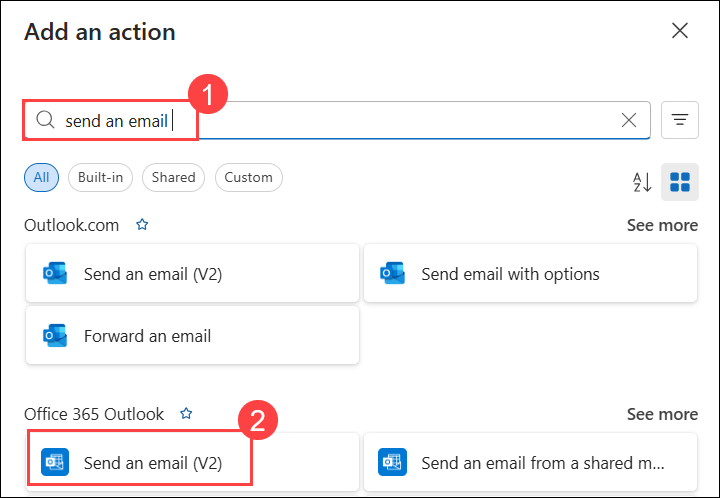 Add an action
1
send an email
All Built-in Shared Custom
A Z
Outlook.com See more
Send an email (V2) Send email with options
Forward an email
Office 365 Outlook See more
2
Send an email (V2) Send an email from a shared m...